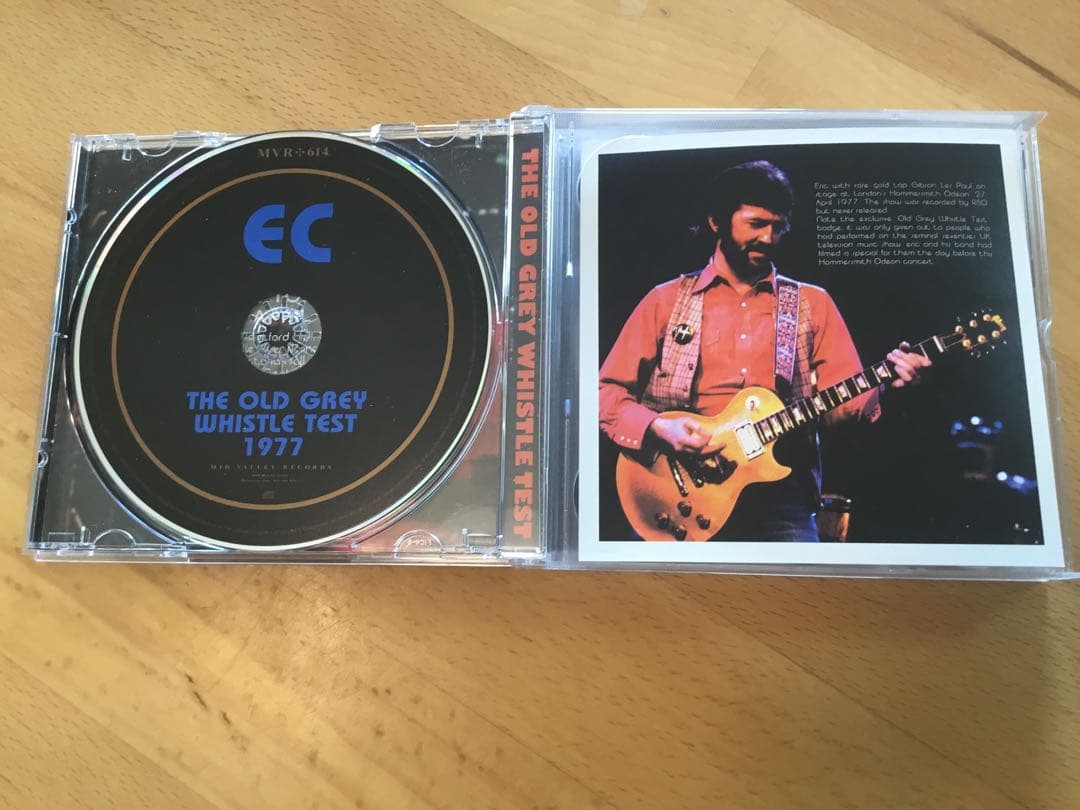 MVR✠614
EC
THE OLD GREY
WHISTLE TEST
1977
MID VALLEY RECORDS
THE OLD GREY WHISTLE TEST
Eric with rare gold top Gibson Les Paul on
stage at London's Hammersmith Odeon 27
April 1977. The show was recorded by RSO
but never released.
Note the exclusive Old Grey Whistle Test
badge, it was only given out to people who
had performed on the seminal seventies UK
television music show. eric and his band had
filmed a special for them the day before this
Hammersmith Odeon concert.